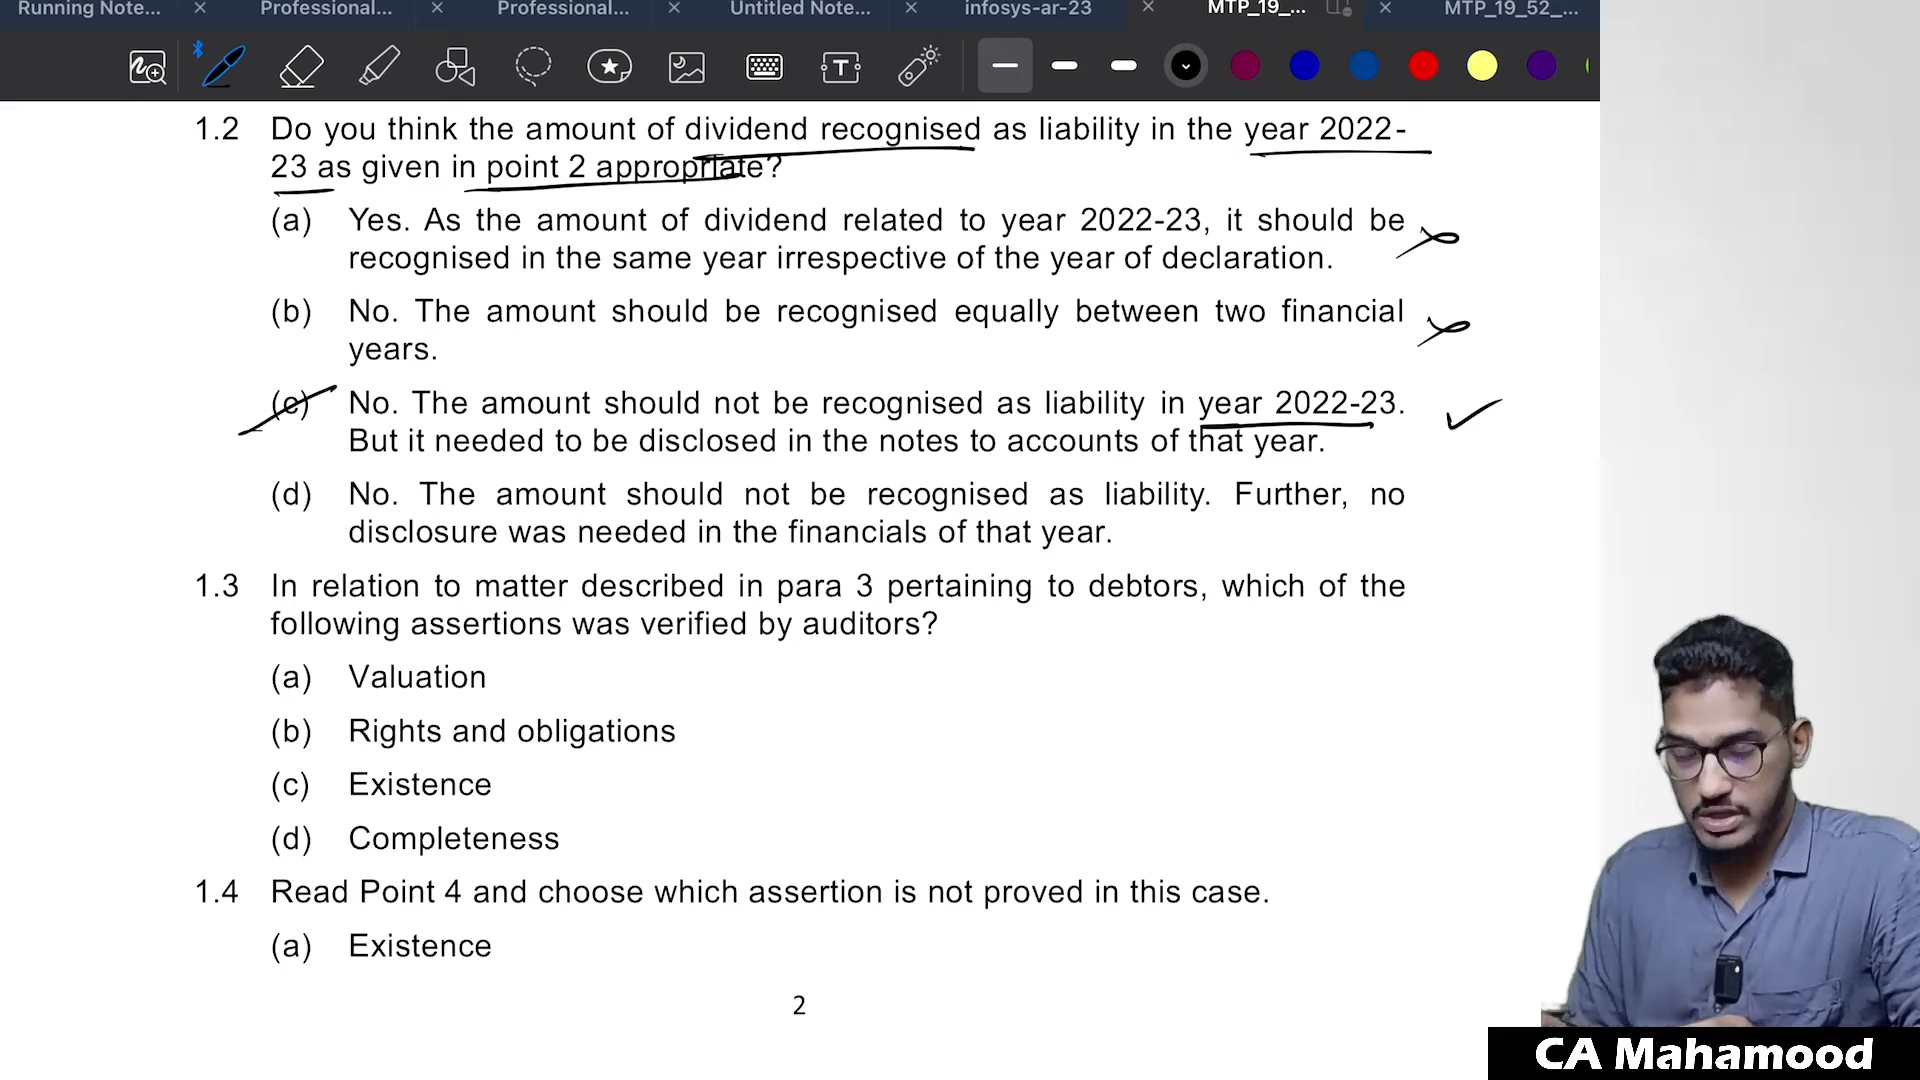 Running Note...
Professional...
Professional...
Untitled Note...
infosys-ar-23
MTP_19_...
MTP_19_52_...
1.2 Do you think the amount of dividend recognised as liability in the year 2022-
23 as given in point 2 appropriate?
(a) Yes. As the amount of dividend related to year 2022-23, it should be
recognised in the same year irrespective of the year of declaration.
(b) No. The amount should be recognised equally between two financial
years.
(c) No. The amount should not be recognised as liability in year 2022-23.
But it needed to be disclosed in the notes to accounts of that year.
(d) No. The amount should not be recognised as liability. Further, no
disclosure was needed in the financials of that year.
1.3 In relation to matter described in para 3 pertaining to debtors, which of the
following assertions was verified by auditors?
(a) Valuation
(b) Rights and obligations
(c) Existence
(d) Completeness
1.4 Read Point 4 and choose which assertion is not proved in this case.
(a) Existence
2
CA Mahamood